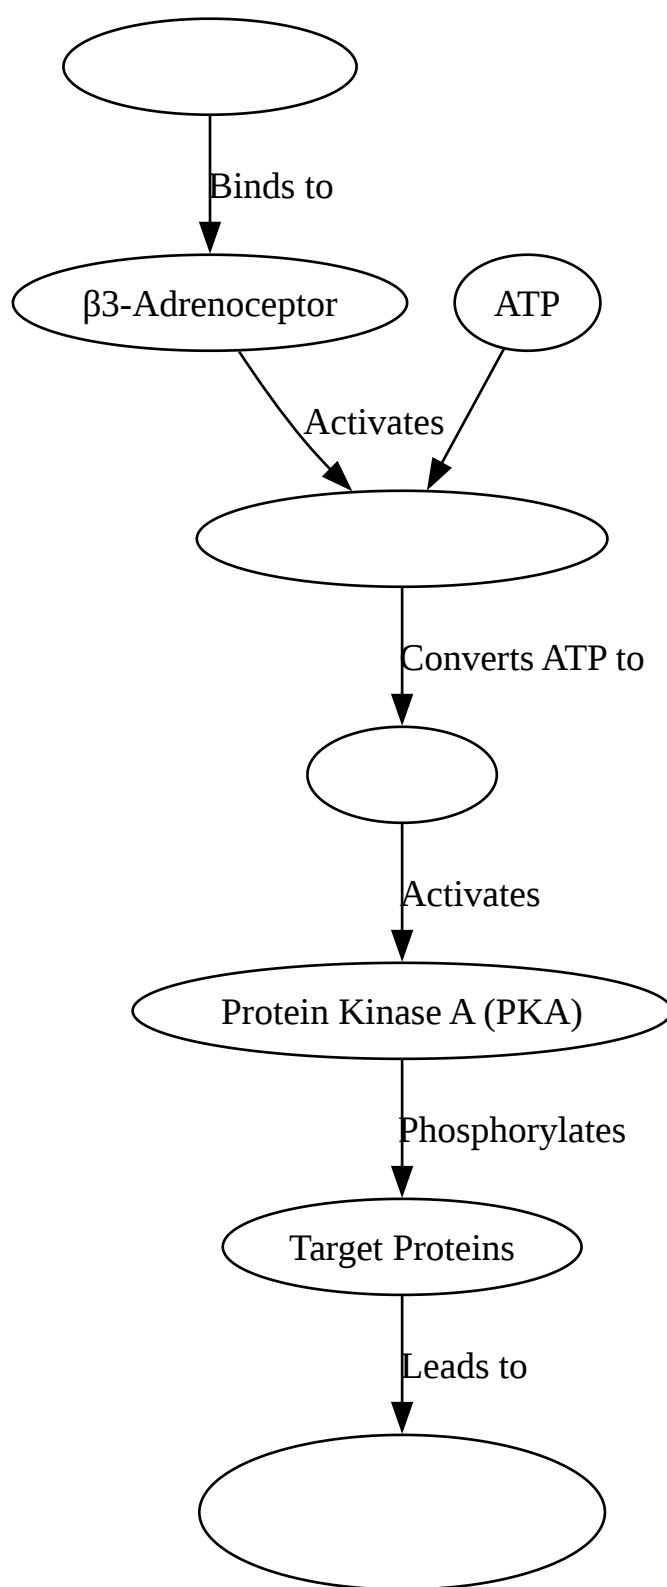 Binds to
β3-Adrenoceptor
ATP
Activates
Converts ATP to
Activates
Protein Kinase A (PKA)
Phosphorylates
Target Proteins
Leads to